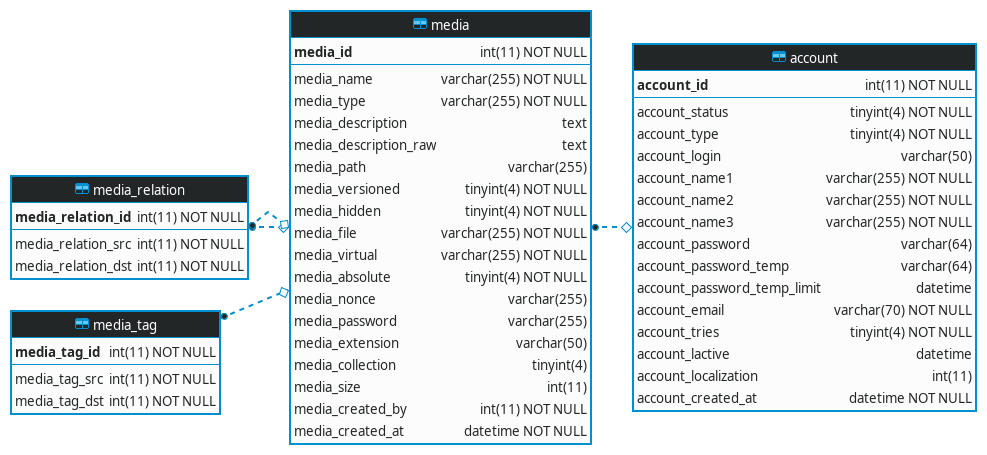 media
media_id int(11) NOT NULL
media_name varchar(255) NOT NULL
media_type varchar(255) NOT NULL
media_description text
media_description_raw text
media_path varchar(255)
media_versioned tinyint(4) NOT NULL
media_hidden tinyint(4) NOT NULL
media_file varchar(255) NOT NULL
media_virtual varchar(255) NOT NULL
media_absolute tinyint(4) NOT NULL
media_nonce varchar(255)
media_password varchar(255)
media_extension varchar(50)
media_collection tinyint(4)
media_size int(11)
media_created_by int(11) NOT NULL
media_created_at datetime NOT NULL
account
account_id int(11) NOT NULL
account_status tinyint(4) NOT NULL
account_type tinyint(4) NOT NULL
account_login varchar(50)
account_name1 varchar(255) NOT NULL
account_name2 varchar(255) NOT NULL
account_name3 varchar(255) NOT NULL
account_password varchar(64)
account_password_temp varchar(64)
account_password_temp_limit datetime
account_email varchar(70) NOT NULL
account_tries tinyint(4) NOT NULL
account_lactive datetime
account_localization int(11)
account_created_at datetime NOT NULL
media_relation
media_relation_id int(11) NOT NULL
media_relation_src int(11) NOT NULL
media_relation_dst int(11) NOT NULL
media_tag
media_tag_id int(11) NOT NULL
media_tag_src int(11) NOT NULL
media_tag_dst int(11) NOT NULL